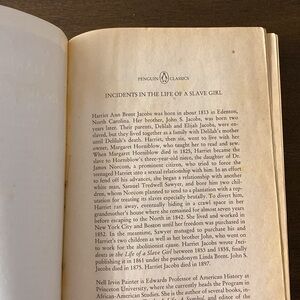 PENGUIN CLASSICS
INCIDENTS IN THE LIFE OF A SLAVE GIRL
Harriet Ann Brent Jacobs was born in about 1813 in Edenton,
North Carolina. Her brother, John S. Jacobs, was born two
years later. Their parents, Delilah and Elijah Jacobs, were en-
slaved, but they lived together as a family with Delilah's mother
until Delilah's death. Harriet, then six, went to live with her
owner, Margaret Horniblow, who taught her to read and sew.
When Margaret Horniblow died in 1825, Harriet became the
slave to Horniblow's three-year-old niece, the daughter of Dr.
James Norcom, a prominent citizen. In an effort to
force her into a sexual relationship with him.
to fend off his advances, she began a relationship with another
white man, Samuel Tredwell Sawyer, and bore him two chil-
dren, whom Norcom planned to send to a plantation with a rep-
utation for treating its slaves especially brutally. To divert him,
Harriet ran away, eventually hiding in a crawl space in her
grandmother's house where she remained for seven years before
escaping to the North in 1842. She lived and worked in
New York City and Boston until her freedom was purchased
in 1852. In the meantime, Sawyer managed to purchase his and
Harriet's two children as well as her brother John, who went on
to work for the abolitionist cause. Harriet Jacobs wrote Inci-
dents in the Life of a Slave Girl between 1853 and 1858, finally
publishing it in 1861 under the pseudonym Linda Brent. John S.
Jacobs died in 1875. Harriet Jacobs died in 1897.
Nell Irvin Painter is Edwards Professor of American History at
Princeton University, where she currently heads the Program in
African-American Studies. She is the author of several books, in-